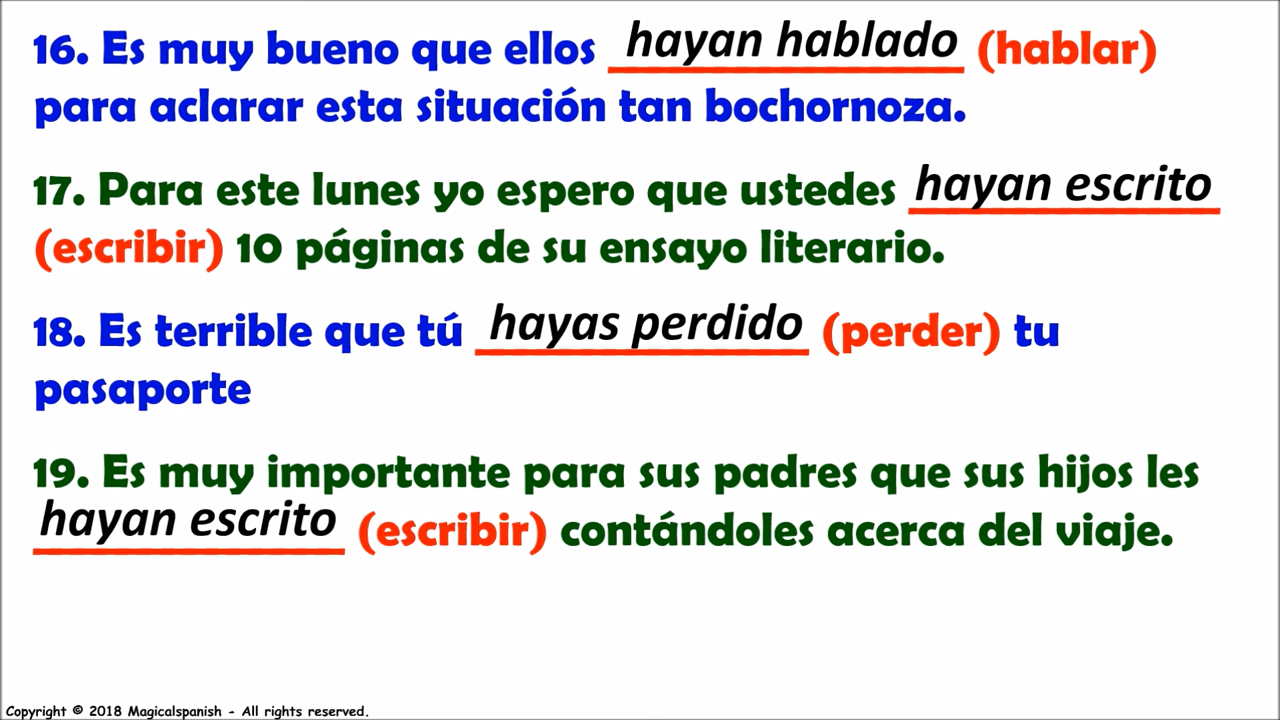 16. Es muy bueno que ellos hayan hablado (hablar)
para aclarar esta situación tan bochornoza.
17. Para este lunes yo espero que ustedes hayan escrito
(escribir) 10 páginas de su ensayo literario.
18. Es terrible que tú hayas perdido (perder) tu
pasaporte
19. Es muy importante para sus padres que sus hijos les
hayan escrito (escribir) contándoles acerca del viaje.
Copyright © 2018 Magicalspanish - All rights reserved.